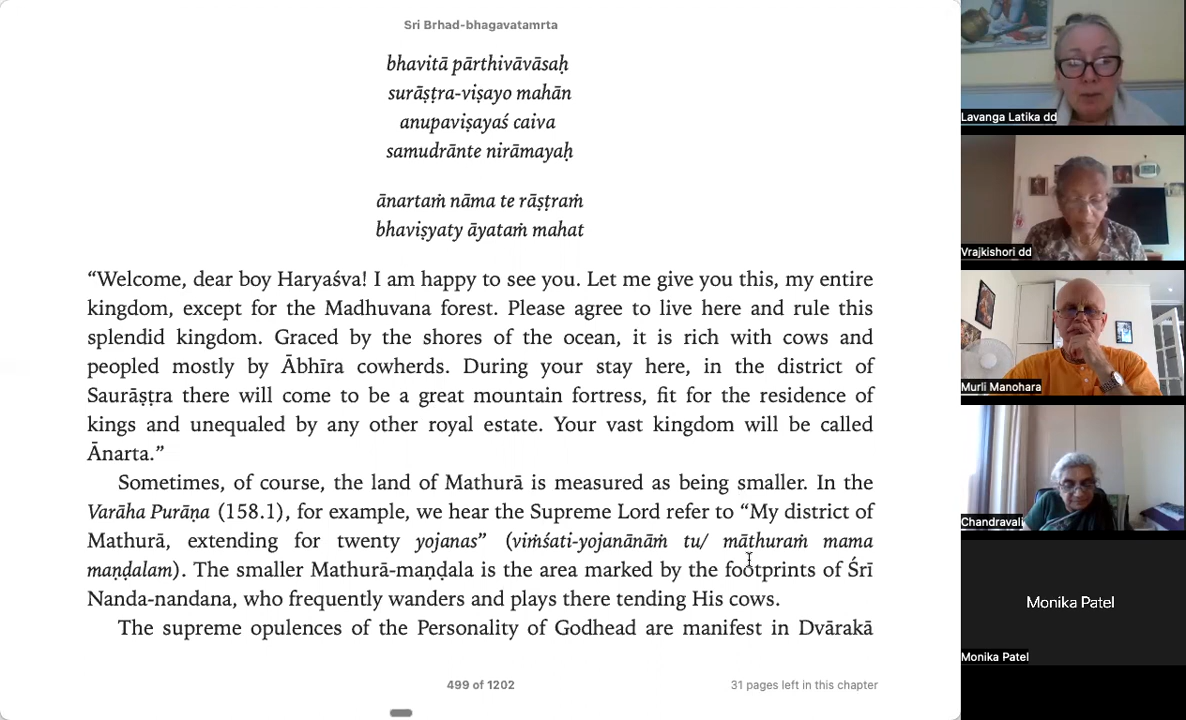 Sri Brhad-bhagavatamrta
bhavitā pārthivāvāsaḥ
surāṣṭra-viṣayo mahān
anupaviṣayaś caiva
samudrānte nirāmayaḥ
ānartaṁ nāma te rāṣṭraṁ
bhaviṣyaty āyataṁ mahat
“Welcome, dear boy Haryaśva! I am happy to see you. Let me give you this, my entire
kingdom, except for the Madhuvana forest. Please agree to live here and rule this
splendid kingdom. Graced by the shores of the ocean, it is rich with cows and
peopled mostly by Ābhīra cowherds. During your stay here, in the district of
Saurāṣṭra there will come to be a great mountain fortress, fit for the residence of
kings and unequaled by any other royal estate. Your vast kingdom will be called
Ānarta.”
Sometimes, of course, the land of Mathurā is measured as being smaller. In the
Varāha Purāṇa (158.1), for example, we hear the Supreme Lord refer to “My district of
Mathurā, extending for twenty yojanas” (viṁśati-yojanānāṁ tu/ māthuraṁ mama
maṇḍalam). The smaller Mathurā-maṇḍala is the area marked by the footprints of Śrī
Nanda-nandana, who frequently wanders and plays there tending His cows.
The supreme opulences of the Personality of Godhead are manifest in Dvārakā
499 of 1202
31 pages left in this chapter
Lavanga Latika dd
Vrajkishori dd
Murli Manohara
Chandravali
Monika Patel
Monika Patel